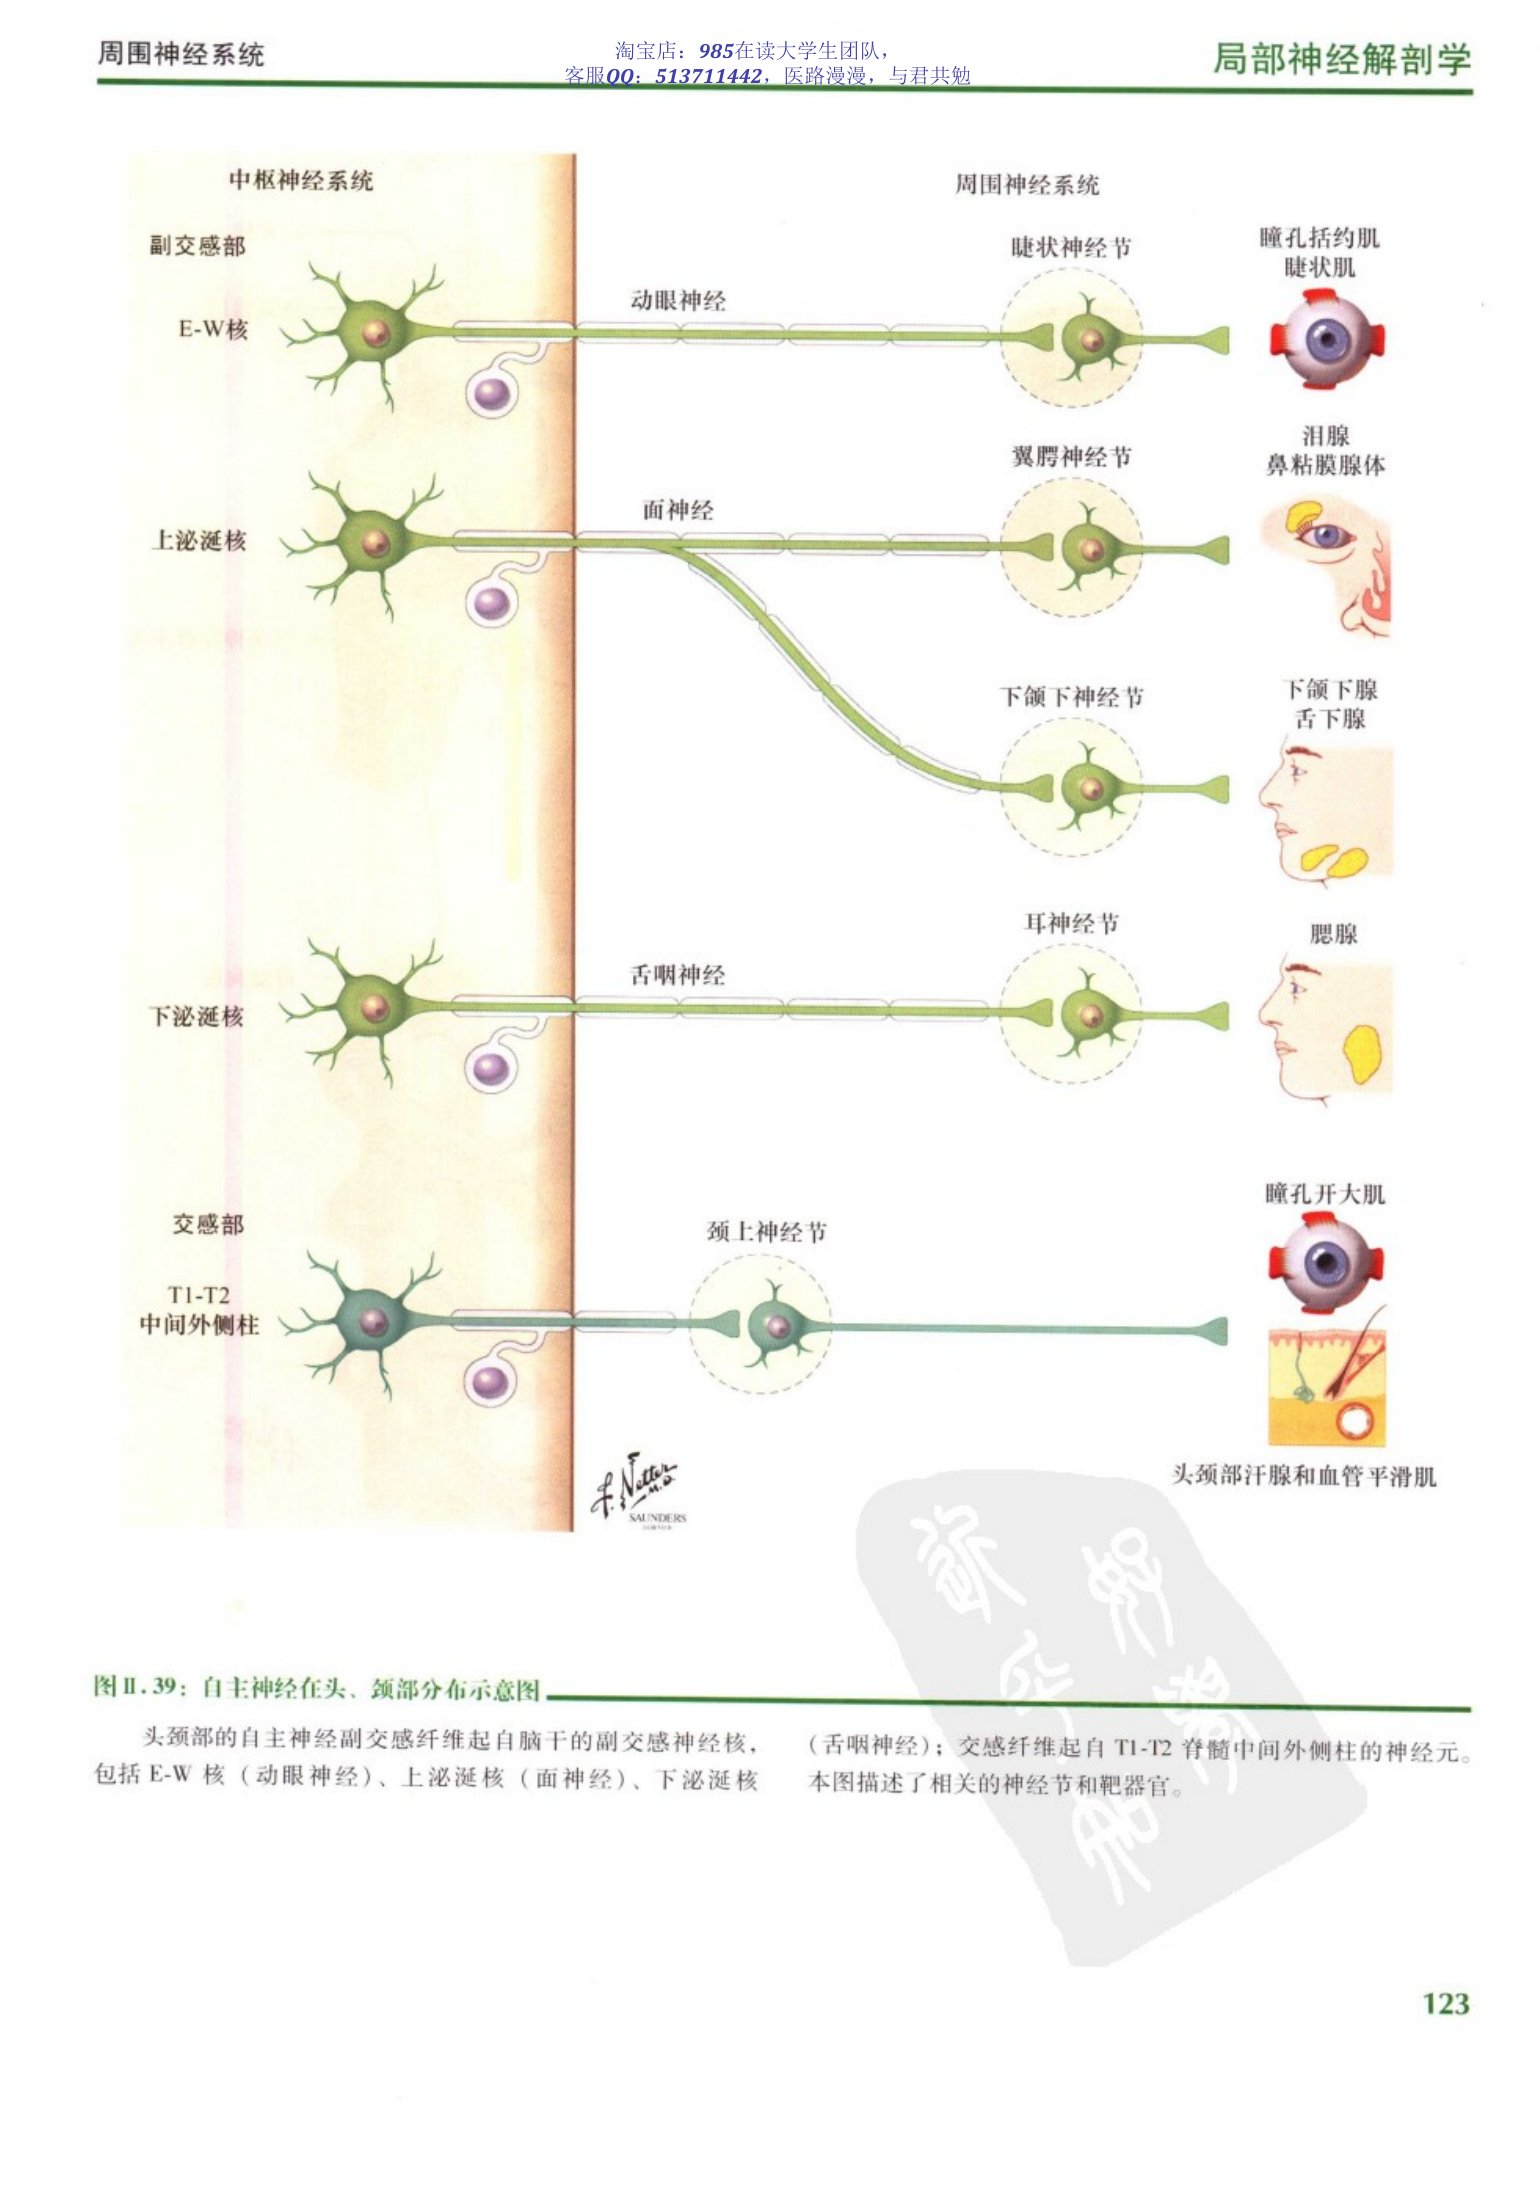 周围神经系统
淘宝店：985在读大学生团队，
客服QQ：513711442，医路漫漫，与君共勉
局部神经解剖学
中枢神经系统
周围神经系统
副交感部
睫状神经节
瞳孔括约肌
睫状肌
动眼神经
E-W核
泪腺
鼻粘膜腺体
翼腭神经节
面神经
上泌涎核
下颌下神经节
下颌下腺
舌下腺
耳神经节
腮腺
舌咽神经
下泌涎核
瞳孔开大肌
交感部
颈上神经节
T1-T2
中间外侧柱
头颈部汗腺和血管平滑肌
F. Netter M.D.
SAUNDERS
图Ⅱ.39：自主神经在头、颈部分布示意图
头颈部的自主神经副交感纤维起自脑干的副交感神经核，
包括 E-W 核（动眼神经）、上泌涎核（面神经）、下泌涎核
（舌咽神经）；交感纤维起自 T1-T2 脊髓中间外侧柱的神经元。
本图描述了相关的神经节和靶器官。
123